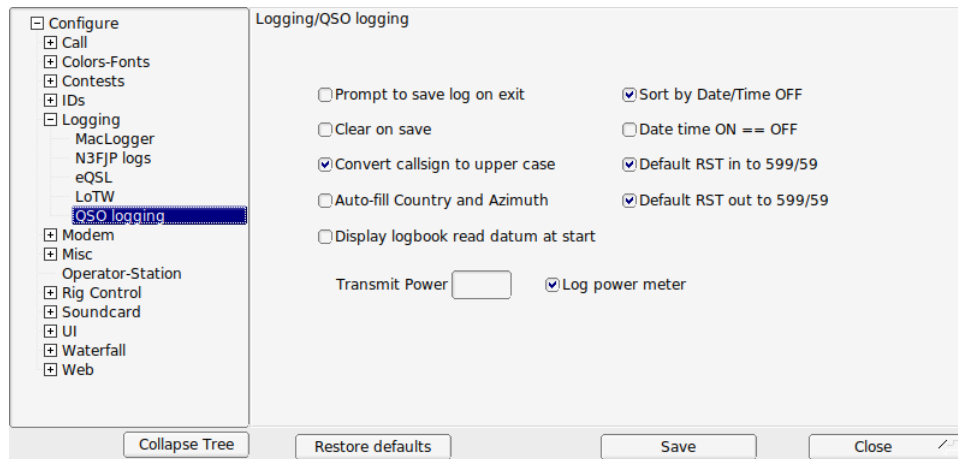 Configure
Call
Colors-Fonts
Contests
IDs
Logging
MacLogger
N3FJP logs
eQSL
LoTW
QSO logging
Modem
Misc
Operator-Station
Rig Control
Soundcard
UI
Waterfall
Web
Collapse Tree
Logging/QSO logging
Prompt to save log on exit
Sort by Date/Time OFF
Clear on save
Date time ON == OFF
Convert callsign to upper case
Default RST in to 599/59
Auto-fill Country and Azimuth
Default RST out to 599/59
Display logbook read datum at start
Transmit Power
Log power meter
Restore defaults
Save
Close